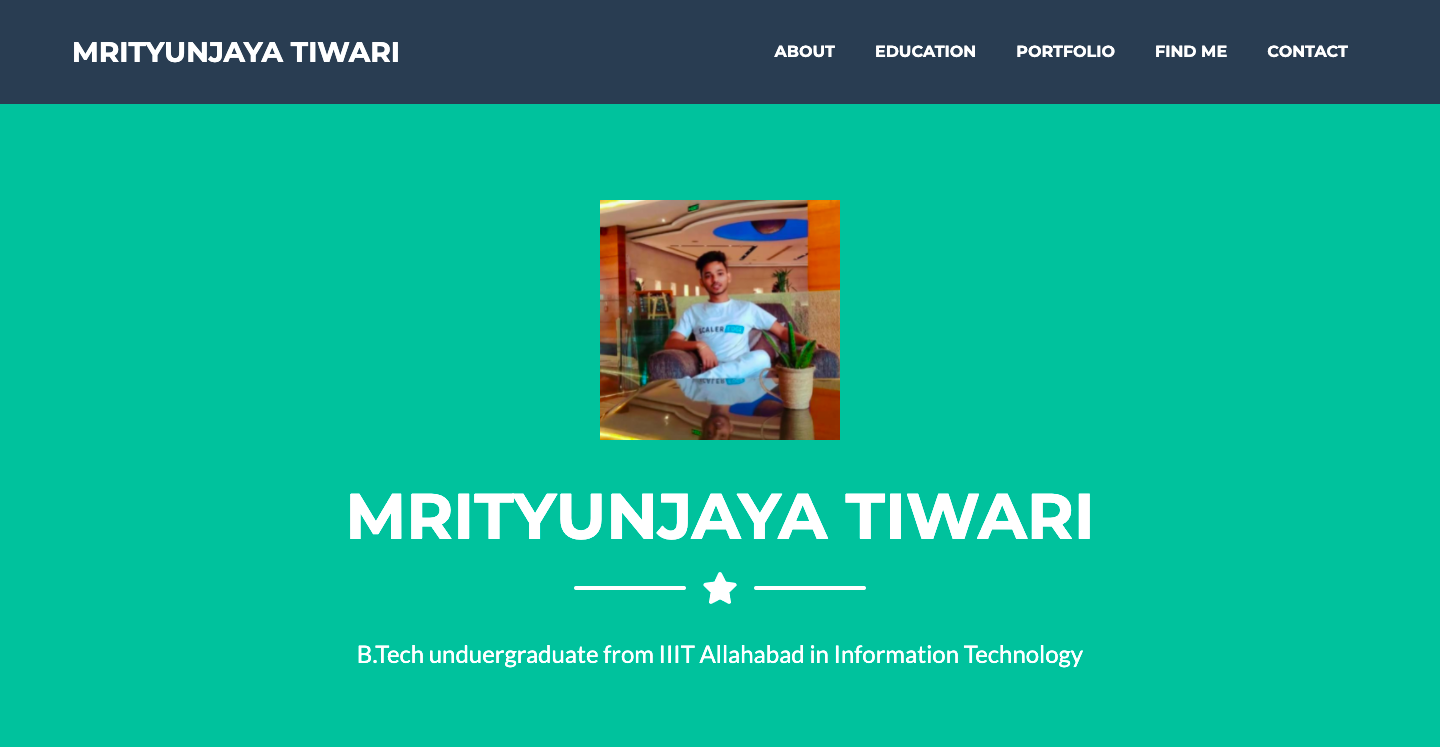 MRITYUNJAYA TIWARI
ABOUT EDUCATION PORTFOLIO FIND ME CONTACT
SCALER
MRITYUNJAYA TIWARI
B.Tech unduergraduate from IIIT Allahabad in Information Technology